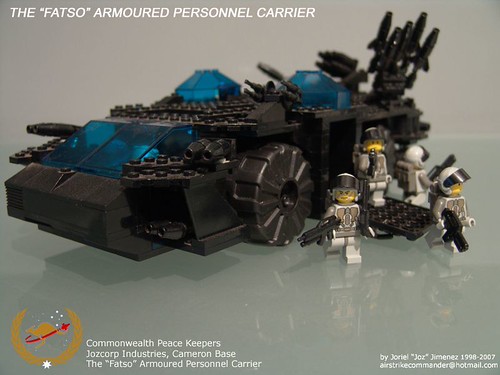 THE "FATSO" ARMOURED PERSONNEL CARRIER
Commonwealth Peace Keepers
Jozcorp Industries, Cameron Base
The "Fatso" Armoured Personnel Carrier
by Joriel "Joz" Jimenez 1998-2007
airstrikecommander@hotmail.com